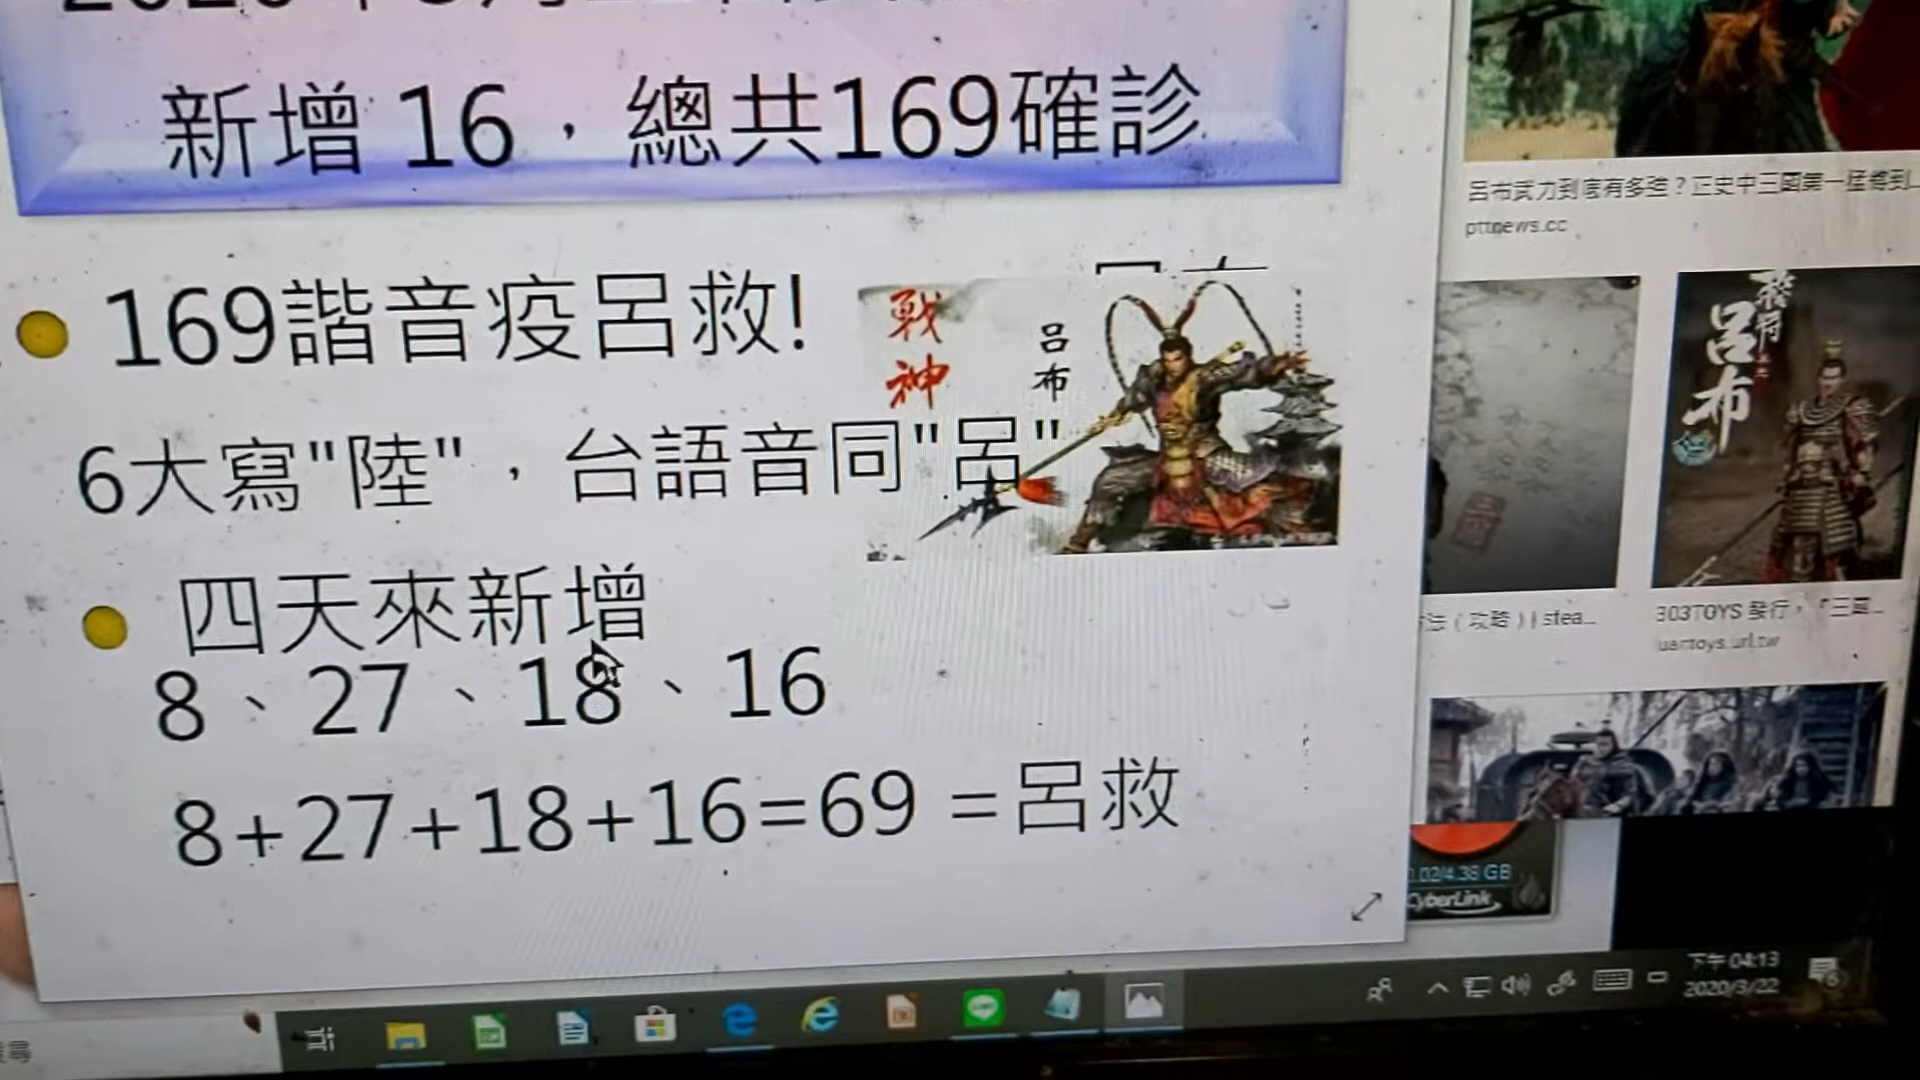 新增 16，總共169確診
169諧音疫呂救!
戰神
呂布
6大寫"陸"，台語音同"呂"
四天來新增
8、27、18、16
8+27+18+16=69 =呂救
呂布武力到底有多強？正史中三國第一猛將到...
pttnews.cc
呂布
303TOYS 發行，『三國...
CyberLink
下午 04:13
2020/3/22